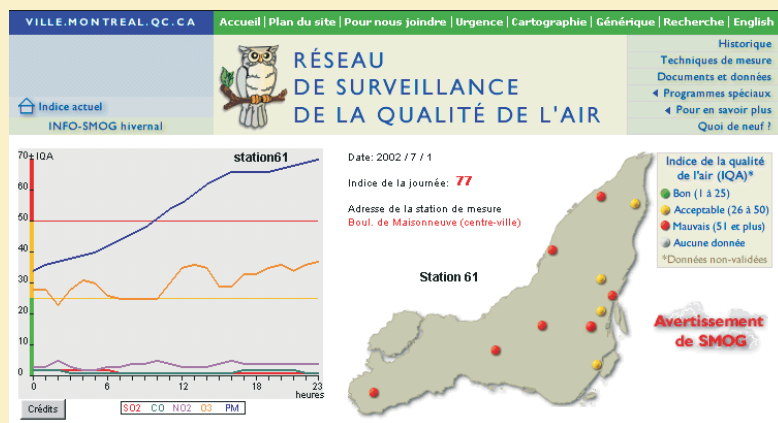 VILLE.MONTREAL.QC.CA
Accueil | Plan du site | Pour nous joindre | Urgence | Cartographie | Générique | Recherche | English
Indice actuel
INFO-SMOG hivernal
RÉSEAU
DE SURVEILLANCE
DE LA QUALITÉ DE L'AIR
Historique
Techniques de mesure
Documents et données
Programmes spéciaux
Pour en savoir plus
Quoi de neuf ?
70 IQA
station61
60
50
40
30
20
10
0
0 6 12 18 23
heures
Crédits
SO2 CO NO2 O3 PM
Date: 2002 / 7 / 1
Indice de la journée: 77
Adresse de la station de mesure
Boul. de Maisonneuve (centre-ville)
Station 61
Indice de la qualité
de l'air (IQA)*
Bon (1 à 25)
Acceptable (26 à 50)
Mauvais (51 et plus)
Aucune donnée
*Données non-validées
Avertissement
de SMOG